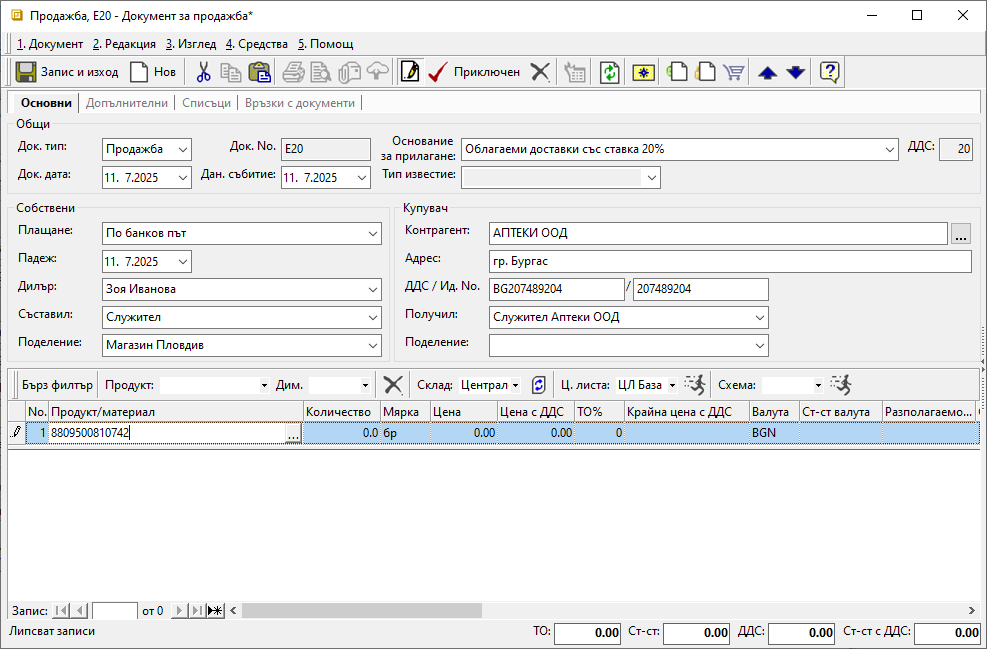 Продажба, E20 - Документ за продажба*
1. Документ 2. Редакция 3. Изглед 4. Средства 5. Помощ
Запис и изход Нов Приключен
Основни Допълнителни Списъци Връзки с документи
Общи
Док. тип: Продажба Док. No. E20 Основание за прилагане: Облагаеми доставки със ставка 20% ДДС: 20
Док. дата: 11. 7.2025 Дан. събитие: 11. 7.2025 Тип известие:
Собствени
Плащане: По банков път
Падеж: 11. 7.2025
Дилър: Зоя Иванова
Съставил: Служител
Поделение: Магазин Пловдив
Купувач
Контрагент: АПТЕКИ ООД ...
Адрес: гр. Бургас
ДДС / Ид. No. BG207489204 / 207489204
Получил: Служител Аптеки ООД
Поделение:
Бърз филтър Продукт: Дим. Склад: Централ Ц. листа: ЦЛ База Схема:
No. Продукт/материал Количество Мярка Цена Цена с ДДС ТО% Крайна цена с ДДС Валута Ст-ст валута Разполагаемо...
1 8809500810742 ... 0.0 бр 0.00 0.00 0 BGN
Запис: от 0
Липсват записи ТО: 0.00 Ст-ст: 0.00 ДДС: 0.00 Ст-ст с ДДС: 0.00